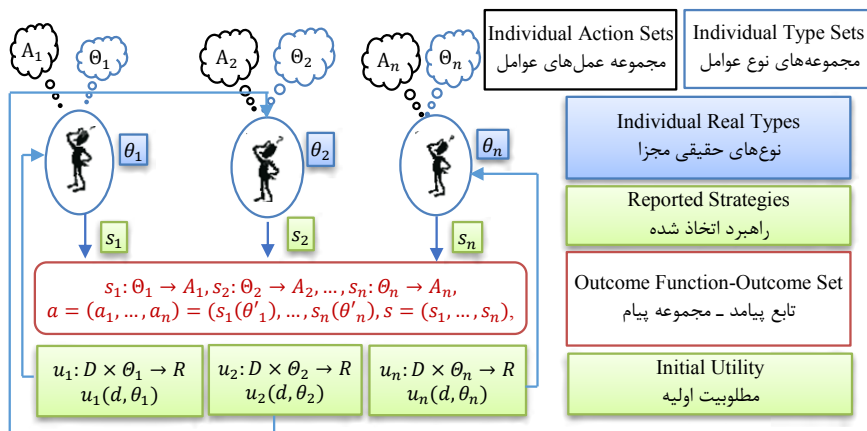 A₁
Θ₁
A₂
Θ₂
Aₙ
Θₙ
Individual Action Sets
مجموعه عمل‌های عوامل
Individual Type Sets
مجموعه‌های نوع عوامل
θ₁
θ₂
θₙ
Individual Real Types
نوع‌های حقیقی مجزا
s₁
s₂
sₙ
Reported Strategies
راهبرد اتخاذ شده
s₁: Θ₁ → A₁, s₂: Θ₂ → A₂, …, sₙ: Θₙ → Aₙ,
a = (a₁, …, aₙ) = (s₁(θ′₁), …, sₙ(θ′ₙ), s = (s₁, …, sₙ),
Outcome Function-Outcome Set
تابع پیامد ـ مجموعه پیام
u₁: D × Θ₁ → R
u₁(d, θ₁)
u₂: D × Θ₂ → R
u₂(d, θ₂)
uₙ: D × Θₙ → R
uₙ(d, θₙ)
Initial Utility
مطلوبیت اولیه